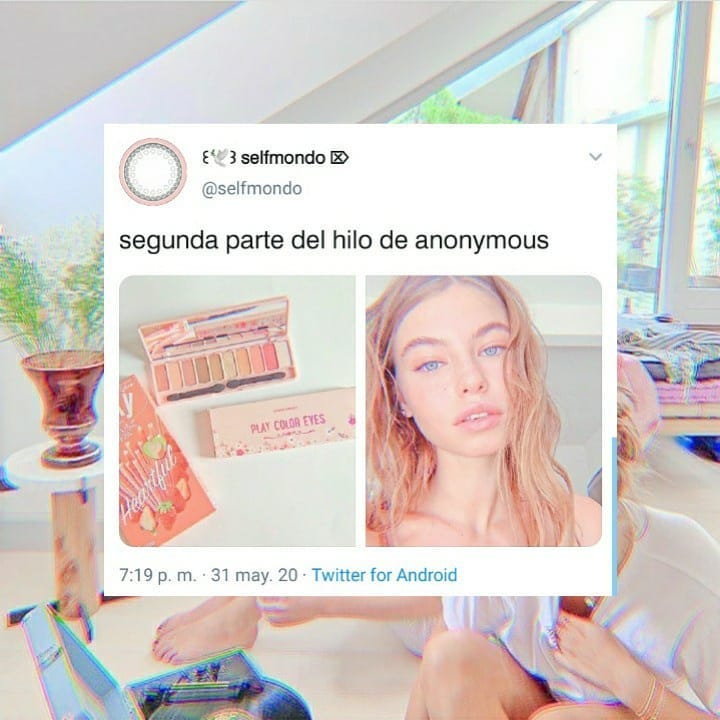 ꒰🕊꒱ selfmondo ⌦
@selfmondo
segunda parte del hilo de anonymous
PLAY COLOR EYES
Heartful
7:19 p. m. · 31 may. 20 · Twitter for Android